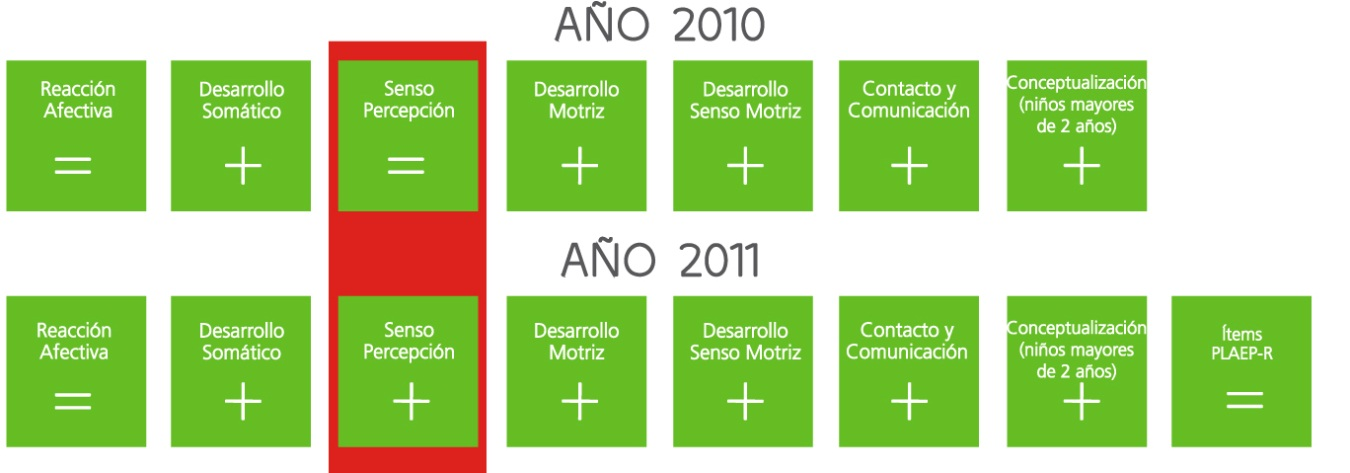 AÑO 2010
Reacción
Afectiva
=
Desarrollo
Somático
+
Senso
Percepción
=
Desarrollo
Motriz
+
Desarrollo
Senso Motriz
+
Contacto y
Comunicación
+
Conceptualización
(niños mayores
de 2 años)
+
AÑO 2011
Reacción
Afectiva
=
Desarrollo
Somático
+
Senso
Percepción
+
Desarrollo
Motriz
+
Desarrollo
Senso Motriz
+
Contacto y
Comunicación
+
Conceptualización
(niños mayores
de 2 años)
+
Ítems
PLAEP-R
=